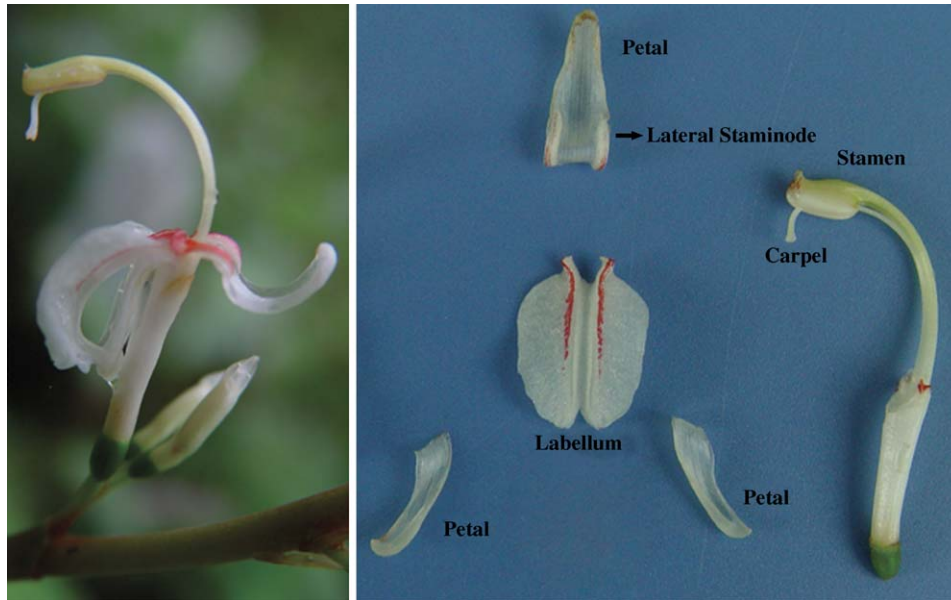 Petal
Lateral Staminode
Stamen
Carpel
Labellum
Petal
Petal